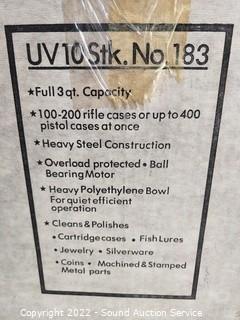 UV10 Stk. No. 183
★Full 3 qt. Capacity
★100-200 rifle cases or up to 400
pistol cases at once
★Heavy Steel Construction
★Overload protected • Ball
Bearing Motor
★Heavy Polyethylene Bowl
For quiet efficient
operation
★Cleans & Polishes
• Cartridge cases • Fish Lures
• Jewelry • Silverware
• Coins • Machined & Stamped
Metal parts
Copyright 2022 - Sound Auction Service